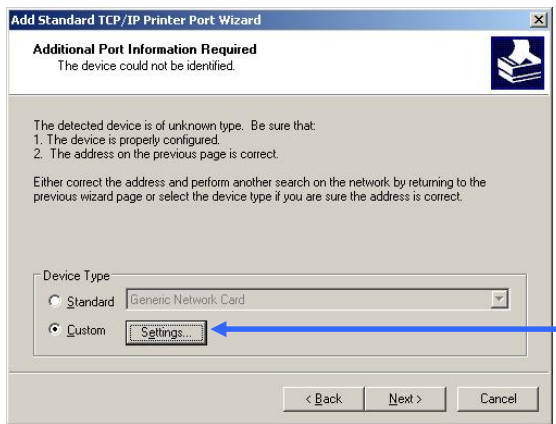 Add Standard TCP/IP Printer Port Wizard
Additional Port Information Required
The device could not be identified.
The detected device is of unknown type. Be sure that:
1. The device is properly configured.
2. The address on the previous page is correct.
Either correct the address and perform another search on the network by returning to the
previous wizard page or select the device type if you are sure the address is correct.
Device Type
Standard Generic Network Card
Custom Settings...
< Back Next > Cancel